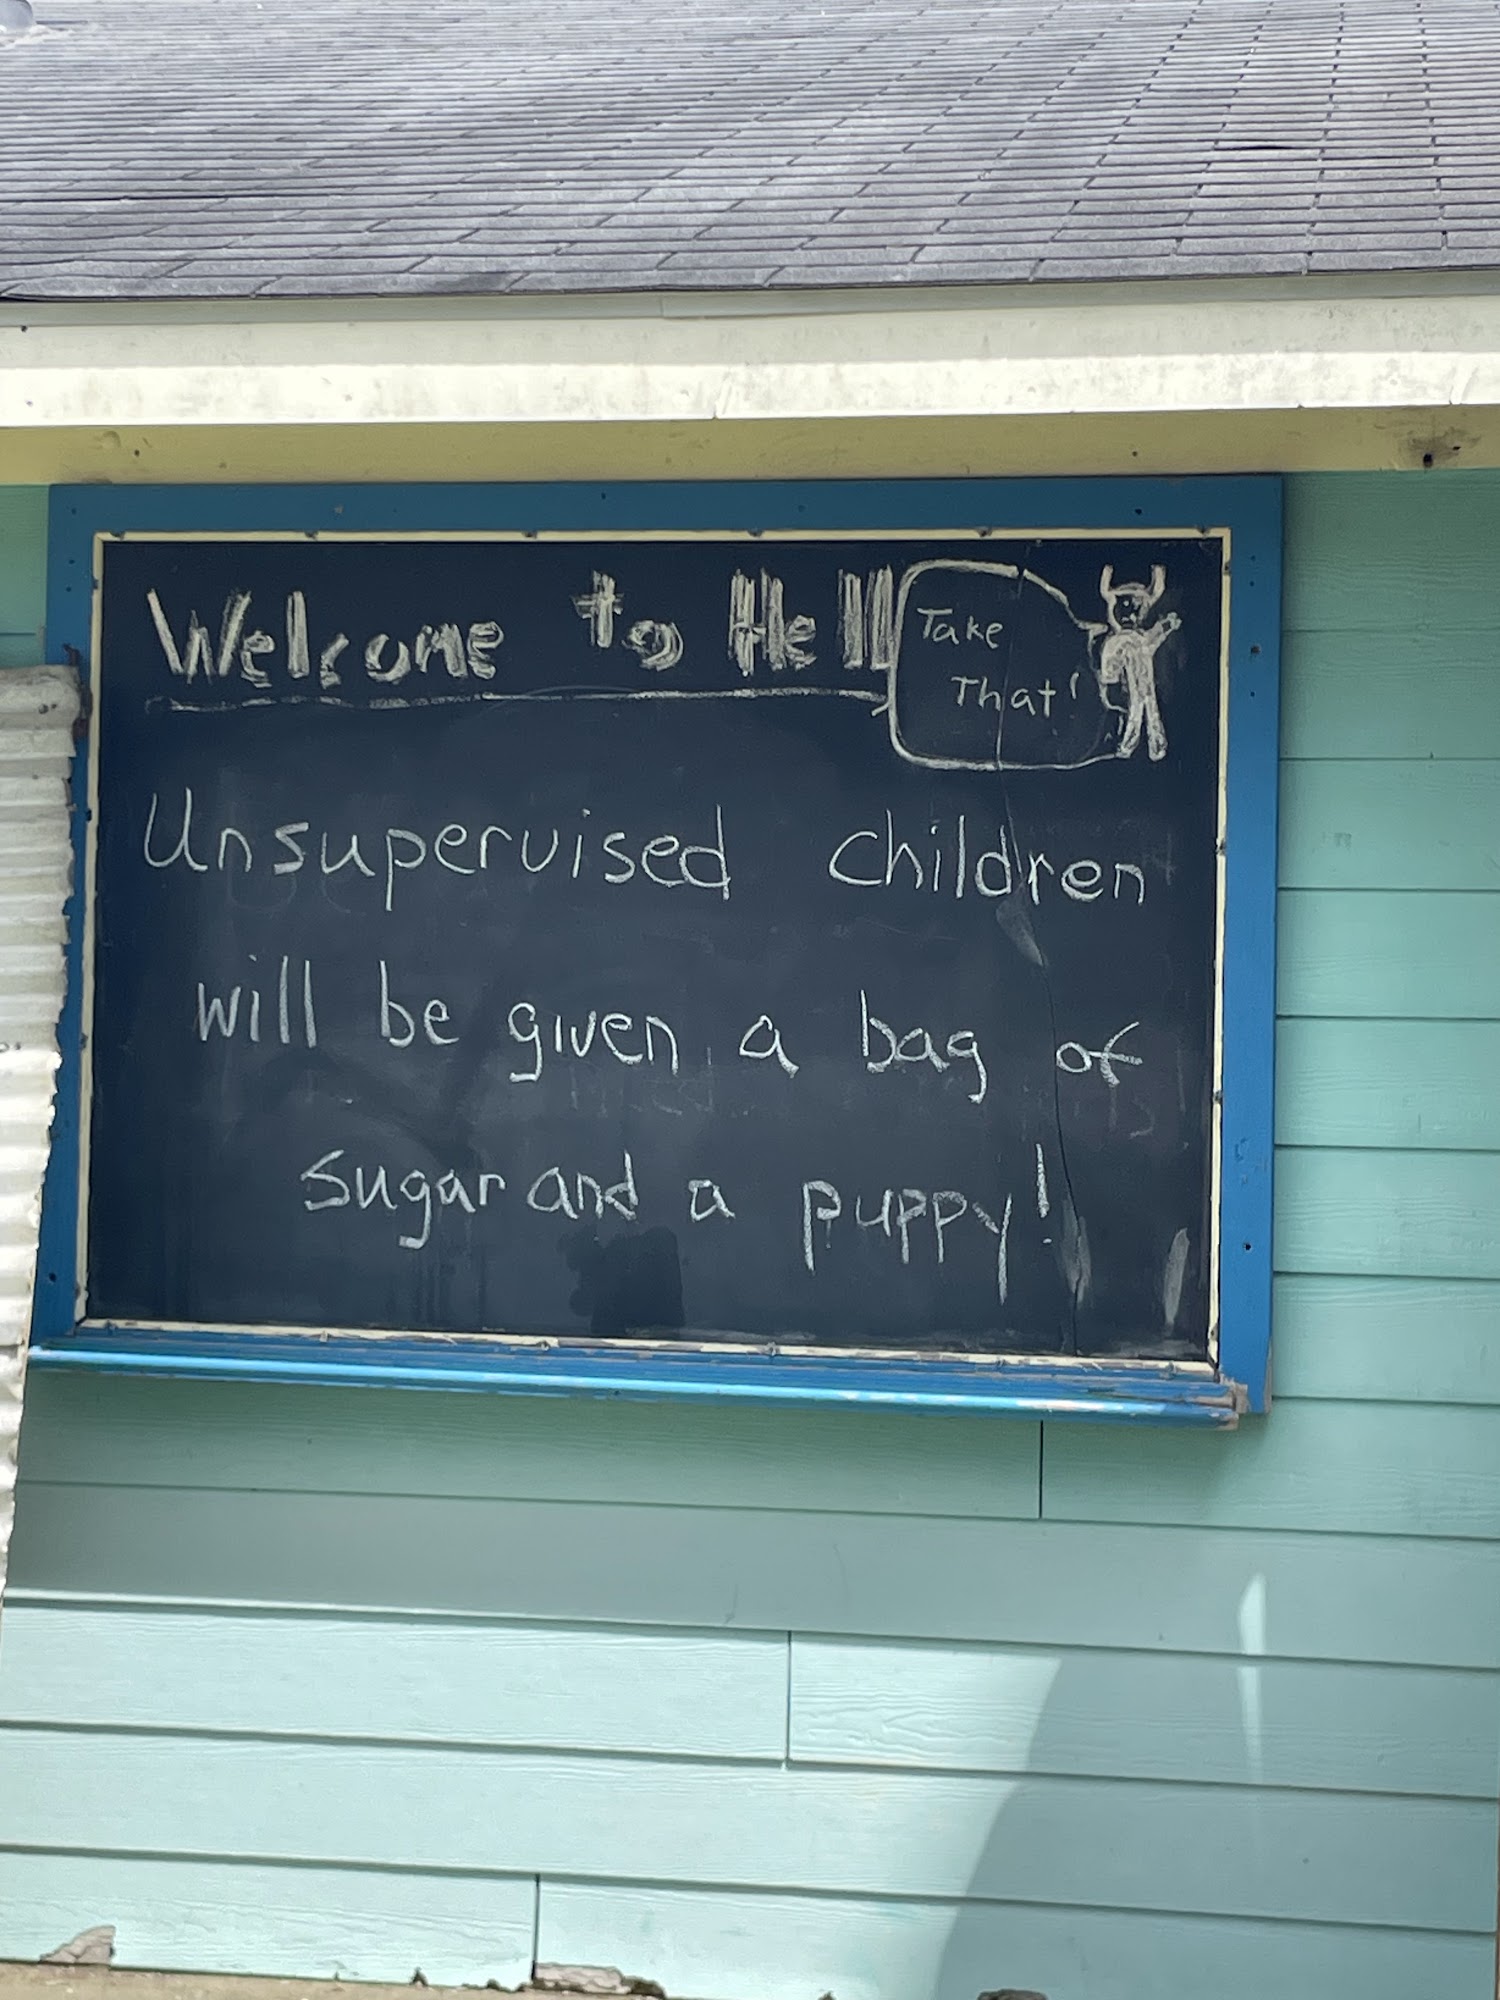 Welcome to Hell
Take
That!
Unsupervised children
will be given a bag of
sugar and a puppy!